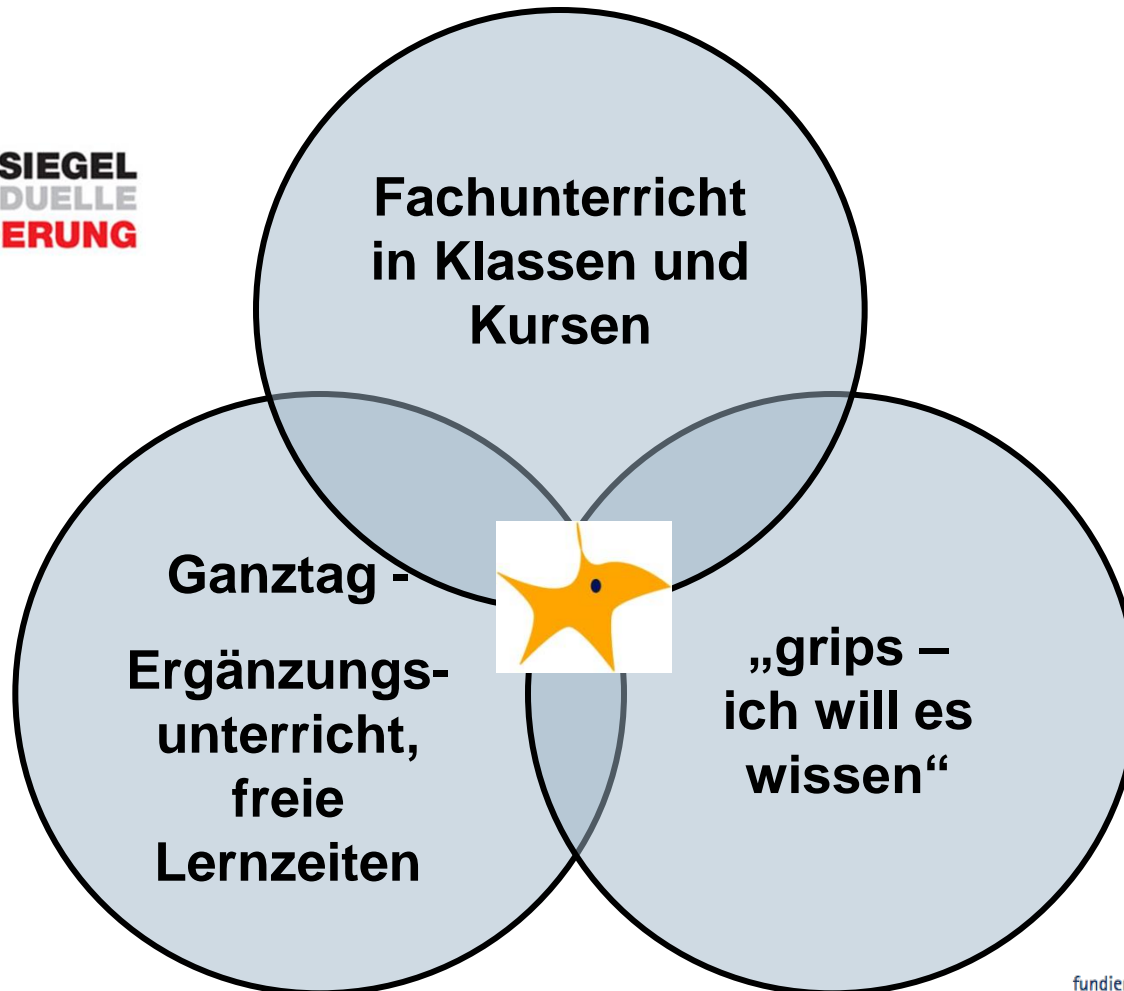 SIEGEL
DUELLE
ERUNG
Fachunterricht
in Klassen und
Kursen
Ganztag -
Ergänzungs-
unterricht,
freie
Lernzeiten
„grips –
ich will es
wissen“
fundier